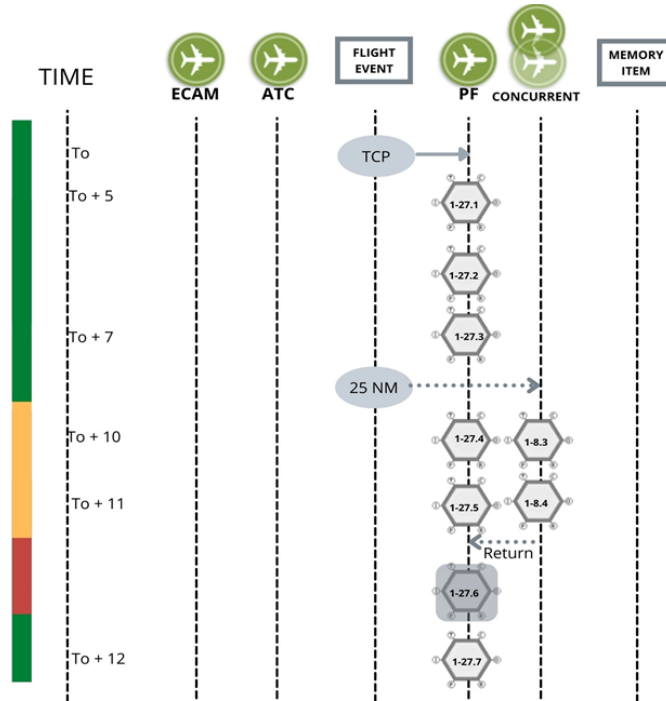 TIME
ECAM
ATC
FLIGHT
EVENT
PF
CONCURRENT
MEMORY
ITEM
To
TCP
To + 5
1-27.1
1-27.2
To + 7
1-27.3
25 NM
To + 10
1-27.4
1-8.3
To + 11
1-27.5
1-8.4
Return
1-27.6
To + 12
1-27.7